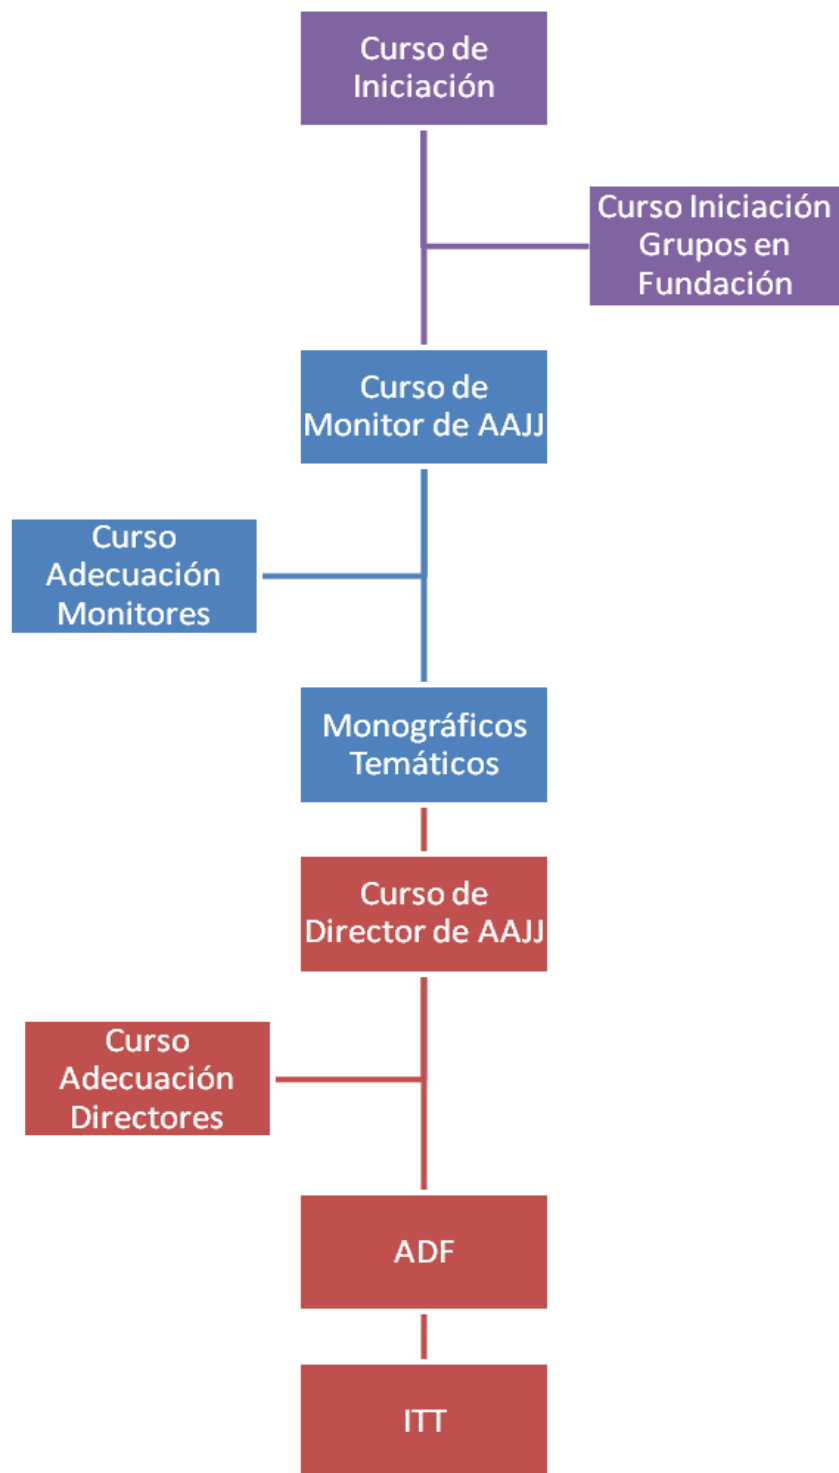 Curso de
Iniciación
Curso Iniciación
Grupos en
Fundación
Curso de
Monitor de AAJJ
Curso
Adecuación
Monitores
Monográficos
Temáticos
Curso de
Director de AAJJ
Curso
Adecuación
Directores
ADF
ITT